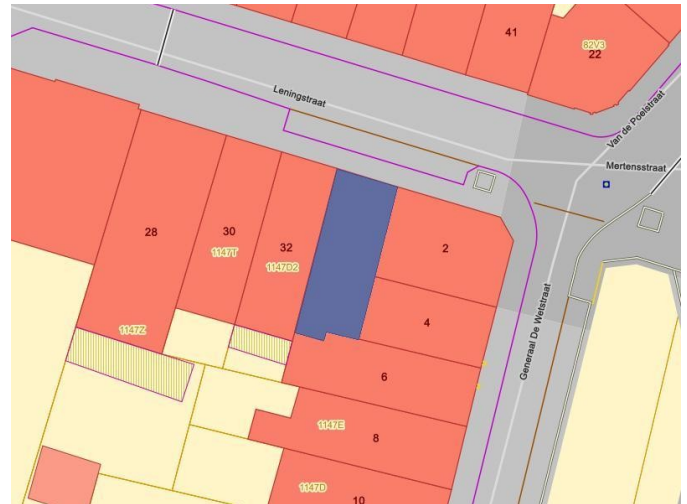 41
82V3
22
Leningstraat
Van de Poelstraat
Mertensstraat
28
30
1147T
32
1147D2
2
4
1147Z
Generaal De Wetstraat
6
1147E
8
1147D
10